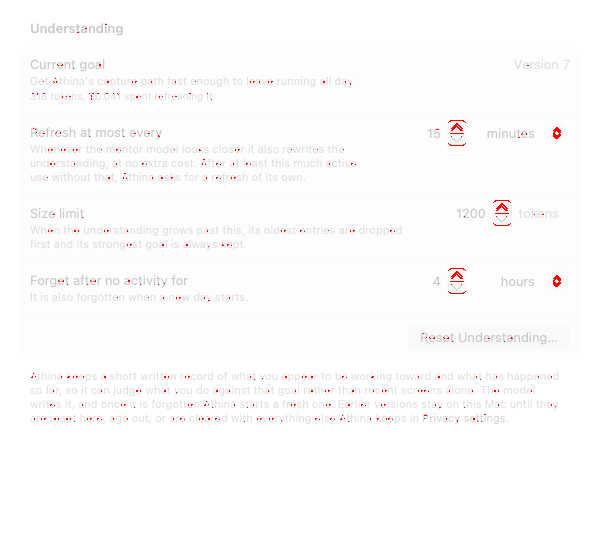 Understanding
Current goal Version 7
Get Athina's capture path fast enough to leave running all day
318 tokens, $0.041 spent refreshing it.
Refresh at most every 15 minutes
Whenever the mentor model looks closer it also rewrites the
understanding, at no extra cost. After at least this much active
use without that, Athina asks for a refresh of its own.
Size limit 1200 tokens
When the understanding grows past this, its oldest entries are dropped
first and its strongest goal is always kept.
Forget after no activity for 4 hours
It is also forgotten when a new day starts.
Reset Understanding...
Athina keeps a short written record of what you appear to be working toward and what has happened
so far, so it can judge what you do against that goal rather than recent screens alone. The model
writes it, and once it is forgotten Athina starts a fresh one. Earlier versions stay on this Mac until they
are reset here, age out, or are cleared with everything else Athina keeps in Privacy settings.